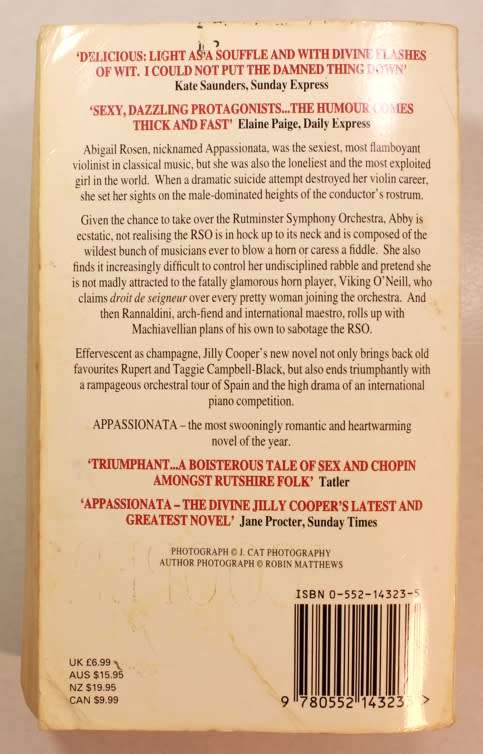 'DELICIOUS: LIGHT AS A SOUFFLE AND WITH DIVINE FLASHES
OF WIT. I COULD NOT PUT THE DAMNED THING DOWN'
Kate Saunders, Sunday Express
'SEXY, DAZZLING PROTAGONISTS...THE HUMOUR COMES
THICK AND FAST' Elaine Paige, Daily Express
Abigail Rosen, nicknamed Appassionata, was the sexiest, most flamboyant
violinist in classical music, but she was also the loneliest and the most exploited
girl in the world. When a dramatic suicide attempt destroyed her violin career,
she set her sights on the male-dominated heights of the conductor's rostrum.
Given the chance to take over the Rutminster Symphony Orchestra, Abby is
ecstatic, not realising the RSO is in hock up to its neck and is composed of the
wildest bunch of musicians ever to blow a horn or caress a fiddle. She also
finds it increasingly difficult to control her undisciplined rabble and pretend she
is not madly attracted to the fatally glamorous horn player, Viking O'Neill, who
claims droit de seigneur over every pretty woman joining the orchestra. And
then Rannaldini, arch-fiend and international maestro, rolls up with
Machiavellian plans of his own to sabotage the RSO.
Effervescent as champagne, Jilly Cooper's new novel not only brings back old
favourites Rupert and Taggie Campbell-Black, but also ends triumphantly with
a rampageous orchestral tour of Spain and the high drama of an international
piano competition.
APPASSIONATA – the most swooningly romantic and heartwarming
novel of the year.
'TRIUMPHANT...A BOISTEROUS TALE OF SEX AND CHOPIN
AMONGST RUTSHIRE FOLK' Tatler
'APPASSIONATA – THE DIVINE JILLY COOPER'S LATEST AND
GREATEST NOVEL' Jane Procter, Sunday Times
PHOTOGRAPH © J. CAT PHOTOGRAPHY
AUTHOR PHOTOGRAPH © ROBIN MATTHEWS
ISBN 0-552-14323-5
UK £6.99
AUS $15.95
NZ $19.95
CAN $9.99
9 780552 143233 >